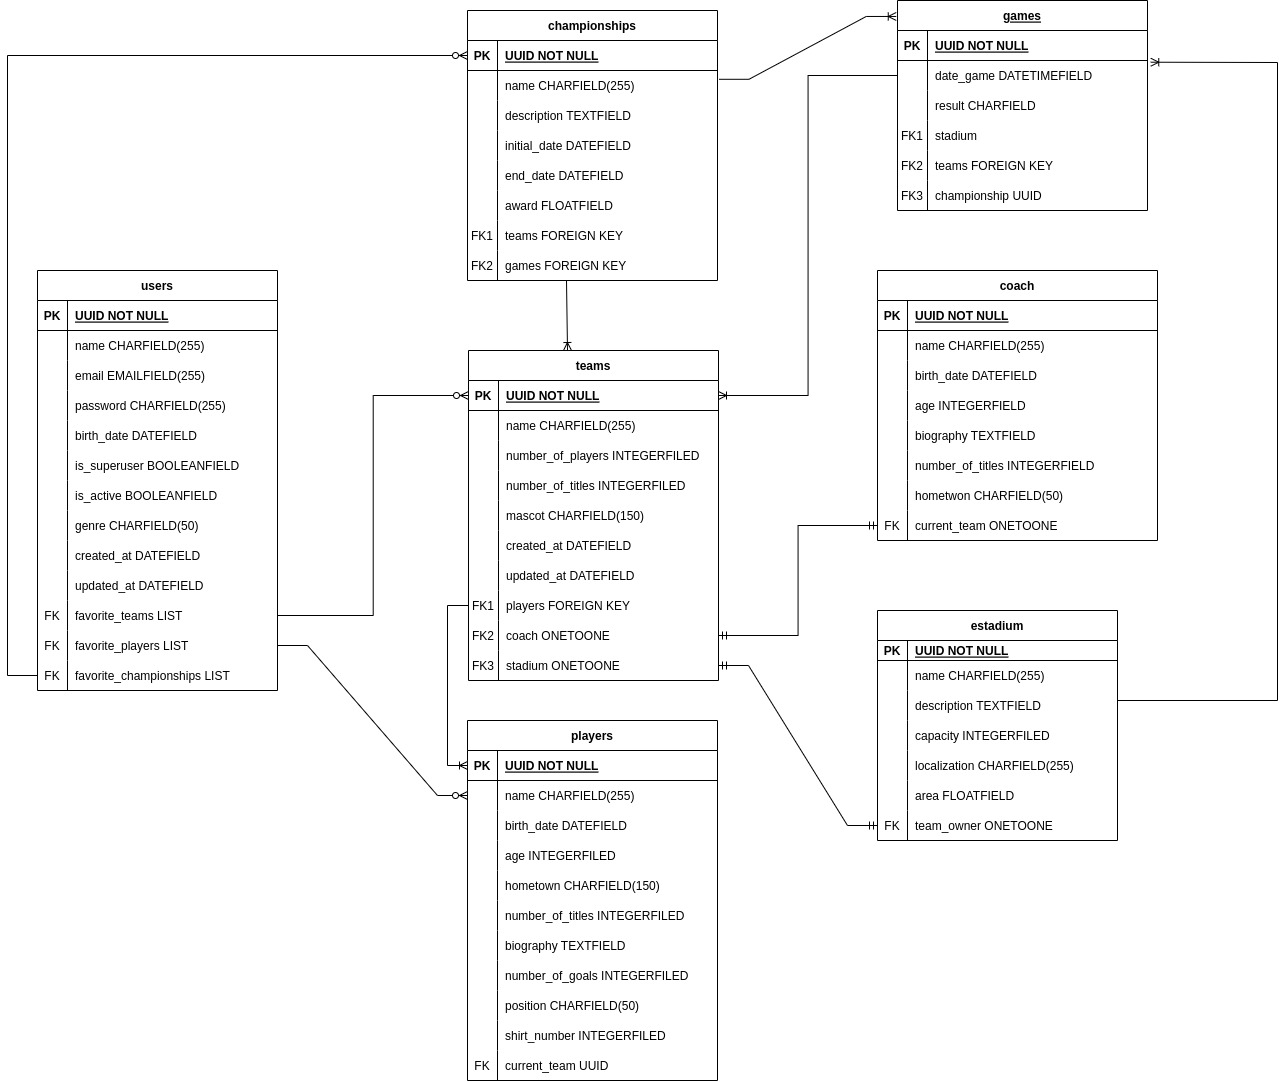 championships
PK UUID NOT NULL
name CHARFIELD(255)
description TEXTFIELD
initial_date DATEFIELD
end_date DATEFIELD
award FLOATFIELD
FK1 teams FOREIGN KEY
FK2 games FOREIGN KEY
games
PK UUID NOT NULL
date_game DATETIMEFIELD
result CHARFIELD
FK1 stadium
FK2 teams FOREIGN KEY
FK3 championship UUID
users
PK UUID NOT NULL
name CHARFIELD(255)
email EMAILFIELD(255)
password CHARFIELD(255)
birth_date DATEFIELD
is_superuser BOOLEANFIELD
is_active BOOLEANFIELD
genre CHARFIELD(50)
created_at DATEFIELD
updated_at DATEFIELD
FK favorite_teams LIST
FK favorite_players LIST
FK favorite_championships LIST
teams
PK UUID NOT NULL
name CHARFIELD(255)
number_of_players INTEGERFILED
number_of_titles INTEGERFILED
mascot CHARFIELD(150)
created_at DATEFIELD
updated_at DATEFIELD
FK1 players FOREIGN KEY
FK2 coach ONETOONE
FK3 stadium ONETOONE
coach
PK UUID NOT NULL
name CHARFIELD(255)
birth_date DATEFIELD
age INTEGERFIELD
biography TEXTFIELD
number_of_titles INTEGERFIELD
hometwon CHARFIELD(50)
FK current_team ONETOONE
estadium
PK UUID NOT NULL
name CHARFIELD(255)
description TEXTFIELD
capacity INTEGERFILED
localization CHARFIELD(255)
area FLOATFIELD
FK team_owner ONETOONE
players
PK UUID NOT NULL
name CHARFIELD(255)
birth_date DATEFIELD
age INTEGERFILED
hometown CHARFIELD(150)
number_of_titles INTEGERFILED
biography TEXTFIELD
number_of_goals INTEGERFILED
position CHARFIELD(50)
shirt_number INTEGERFILED
FK current_team UUID